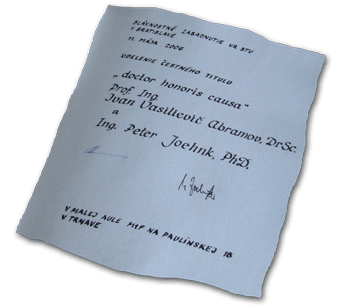 SLÁVNOSTNÉ ZASADNUTIE VR STU
V BRATISLAVE
11. MÁJA 2006
UDELENIE ČESTNÉHO TITULU
„doctor honoris causa"
Prof. Ing.
Ivan Vasilievič Abramov, DrSc.
a
Ing. Peter Joehnk, PhD.
V MALEJ AULE MtF NA PAULÍNSKEJ 16
V TRNAVE